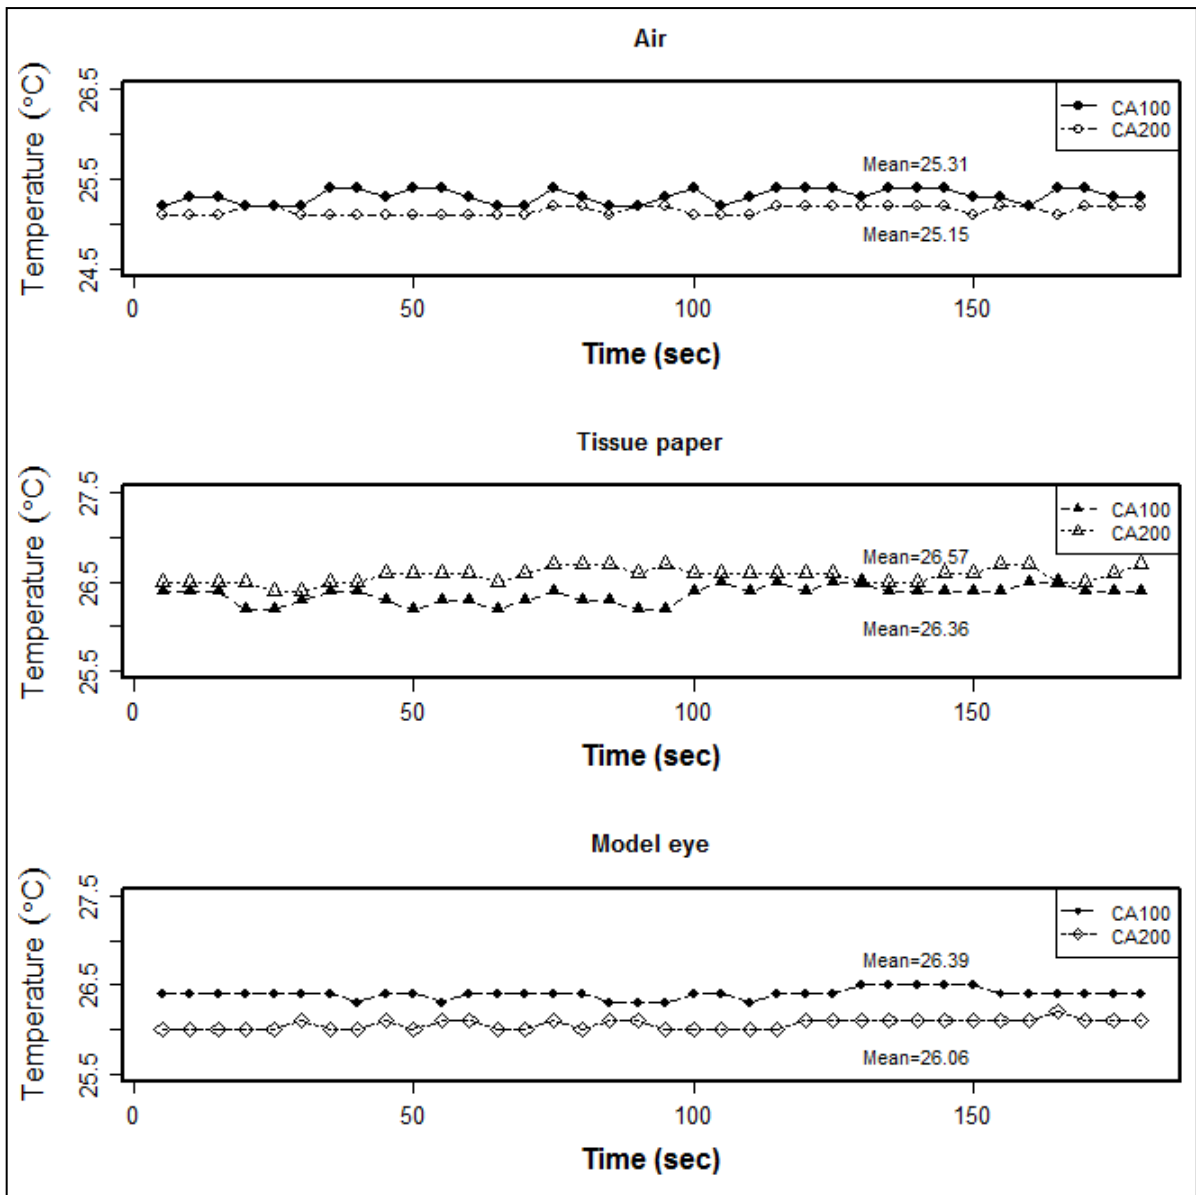 Air
Temperature (°C)
26.5
25.5
24.5
CA100
CA200
Mean=25.31
Mean=25.15
0 50 100 150
Time (sec)
Tissue paper
Temperature (°C)
27.5
26.5
25.5
CA100
CA200
Mean=26.57
Mean=26.36
0 50 100 150
Time (sec)
Model eye
Temperature (°C)
27.5
26.5
25.5
CA100
CA200
Mean=26.39
Mean=26.06
0 50 100 150
Time (sec)